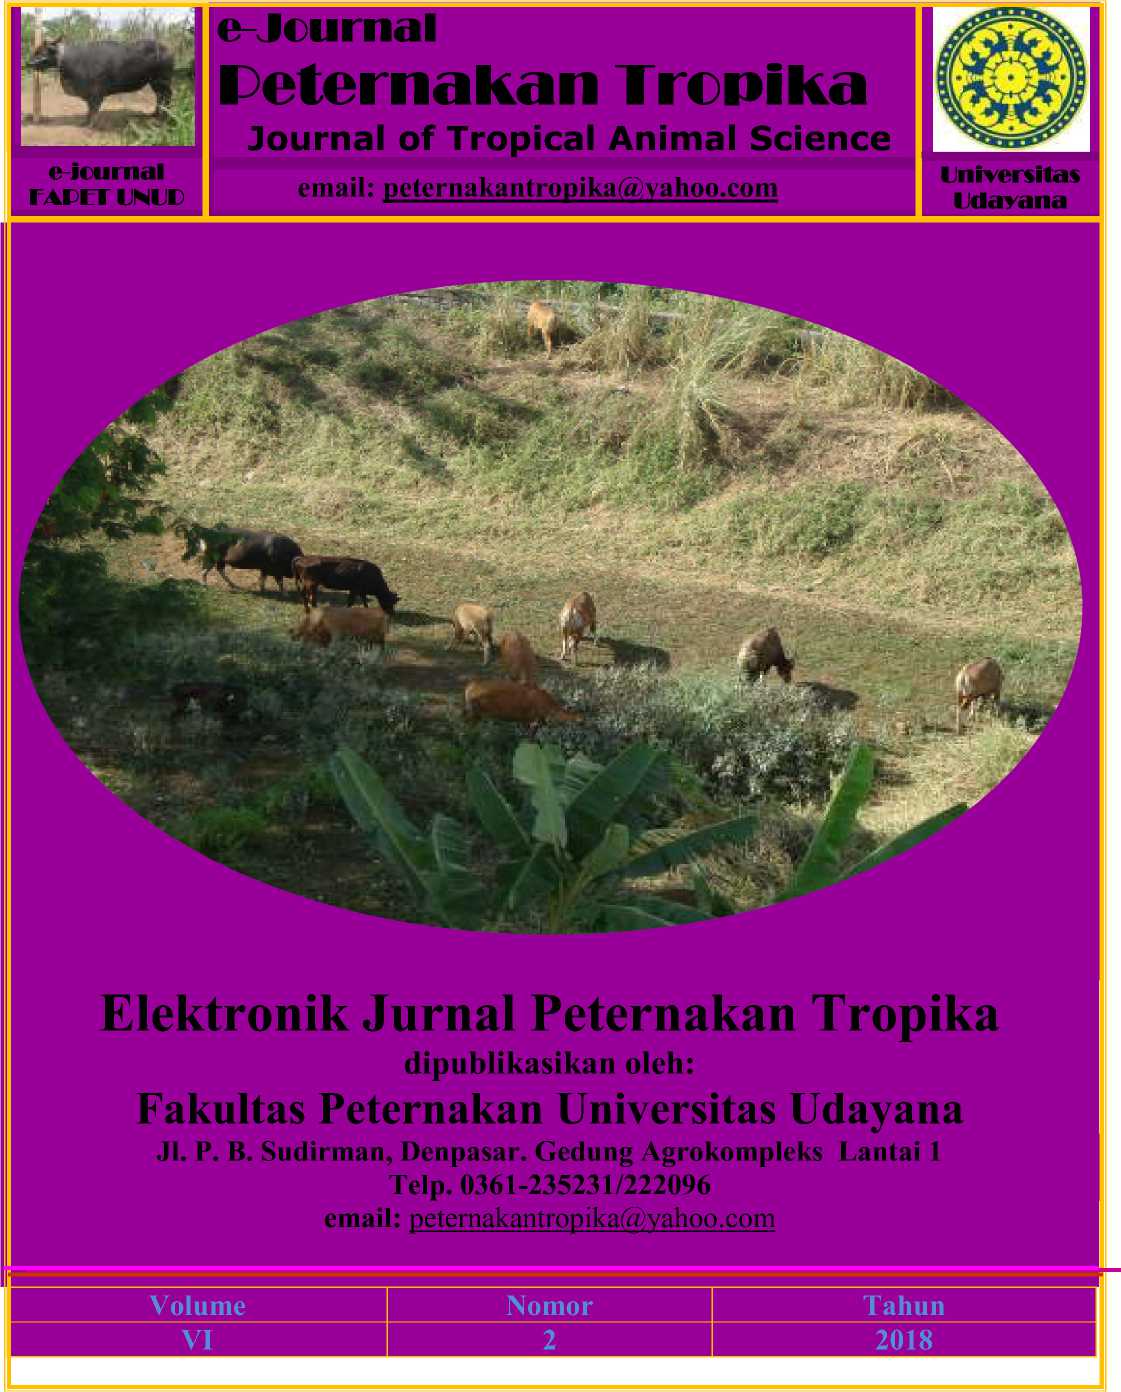 e-Journal
Peternakan Tropika
Journal of Tropical Animal Science
email: peternakantropika@yahoo.com
e-journal
FAPET UNUD
Universitas
Udayana
Elektronik Jurnal Peternakan Tropika
dipublikasikan oleh:
Fakultas Peternakan Universitas Udayana
Jl. P. B. Sudirman, Denpasar. Gedung Agrokompleks Lantai 1
Telp. 0361-235231/222096
email: peternakantropika@yahoo.com
Volume Nomor Tahun
VI 2 2018